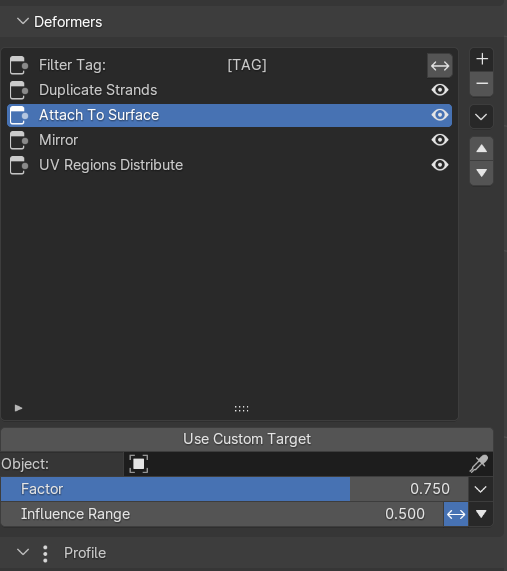 Deformers
Filter Tag: [TAG]
Duplicate Strands
Attach To Surface
Mirror
UV Regions Distribute
Use Custom Target
Object:
Factor 0.750
Influence Range 0.500
Profile